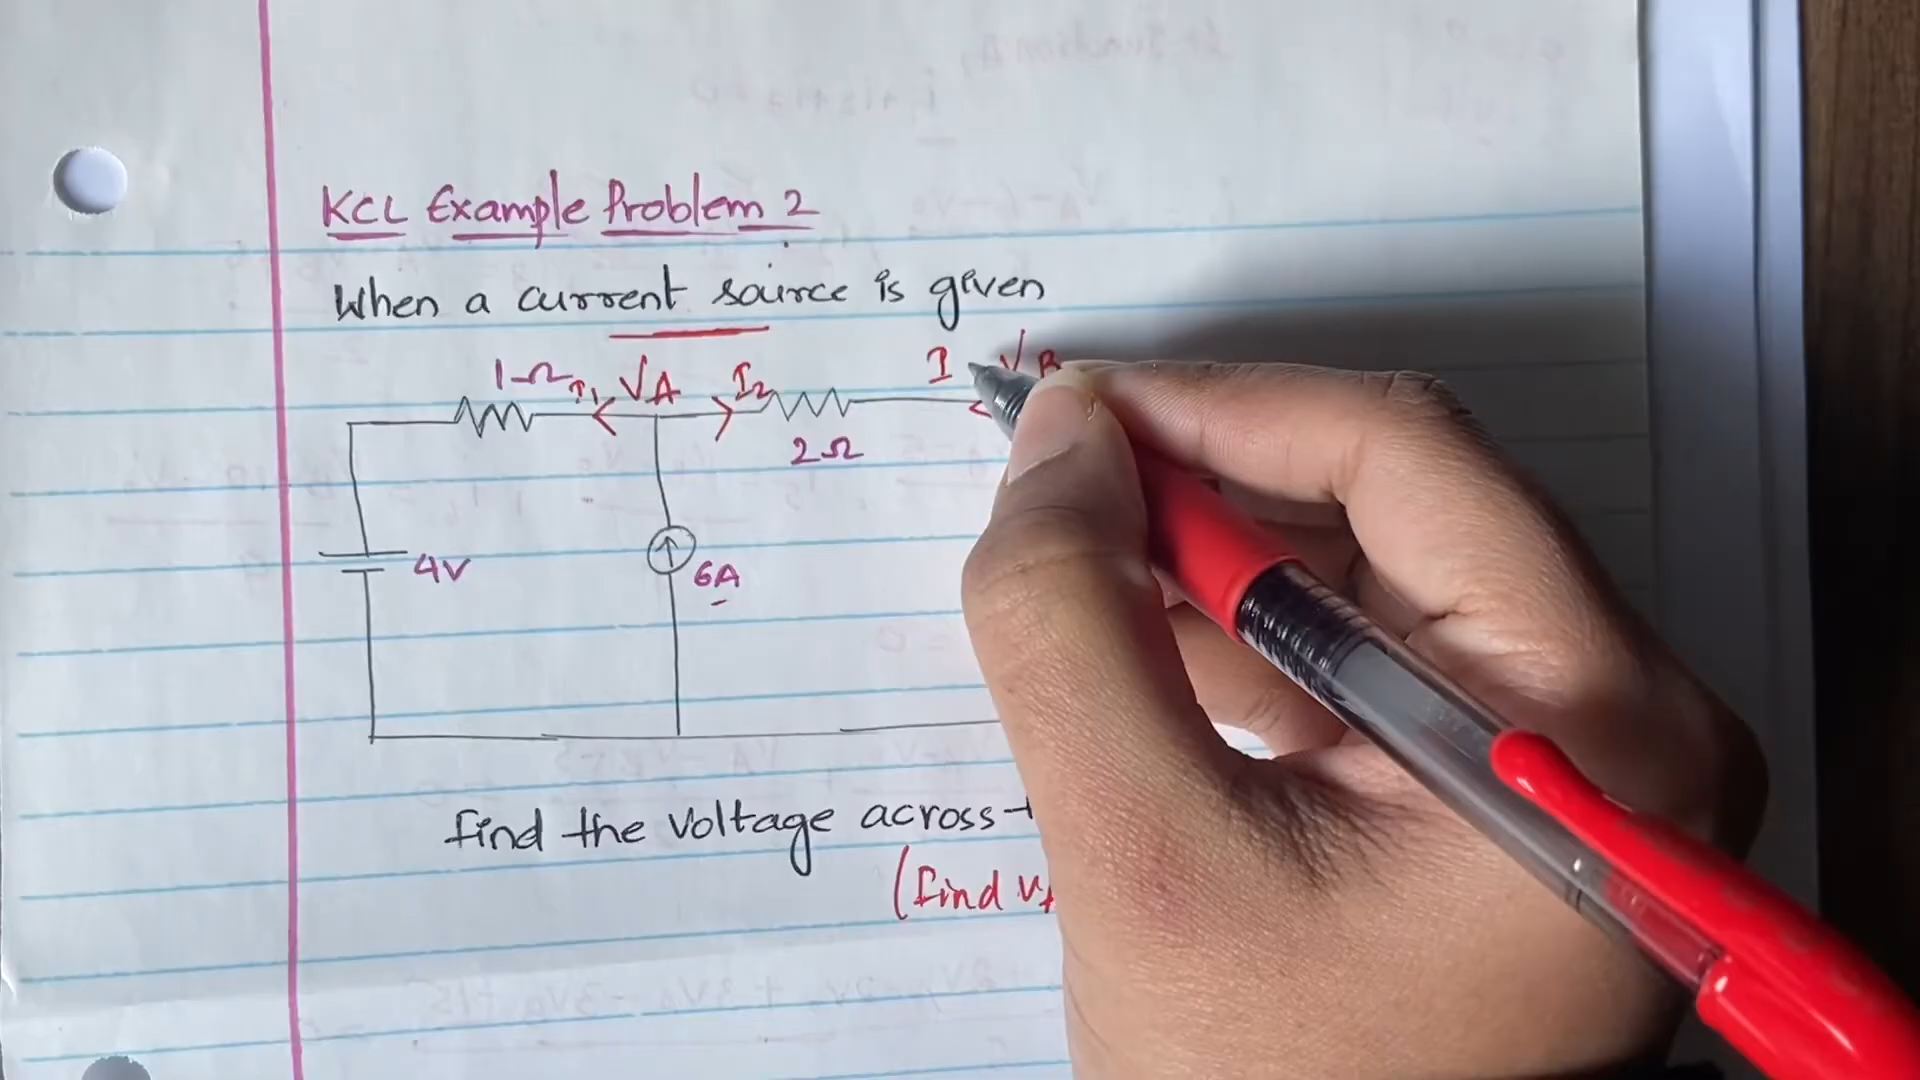 KCL Example Problem 2
When a current source is given
1Ω I1 VA I2 I VB
2Ω
4V 6A
find the Voltage across
(find